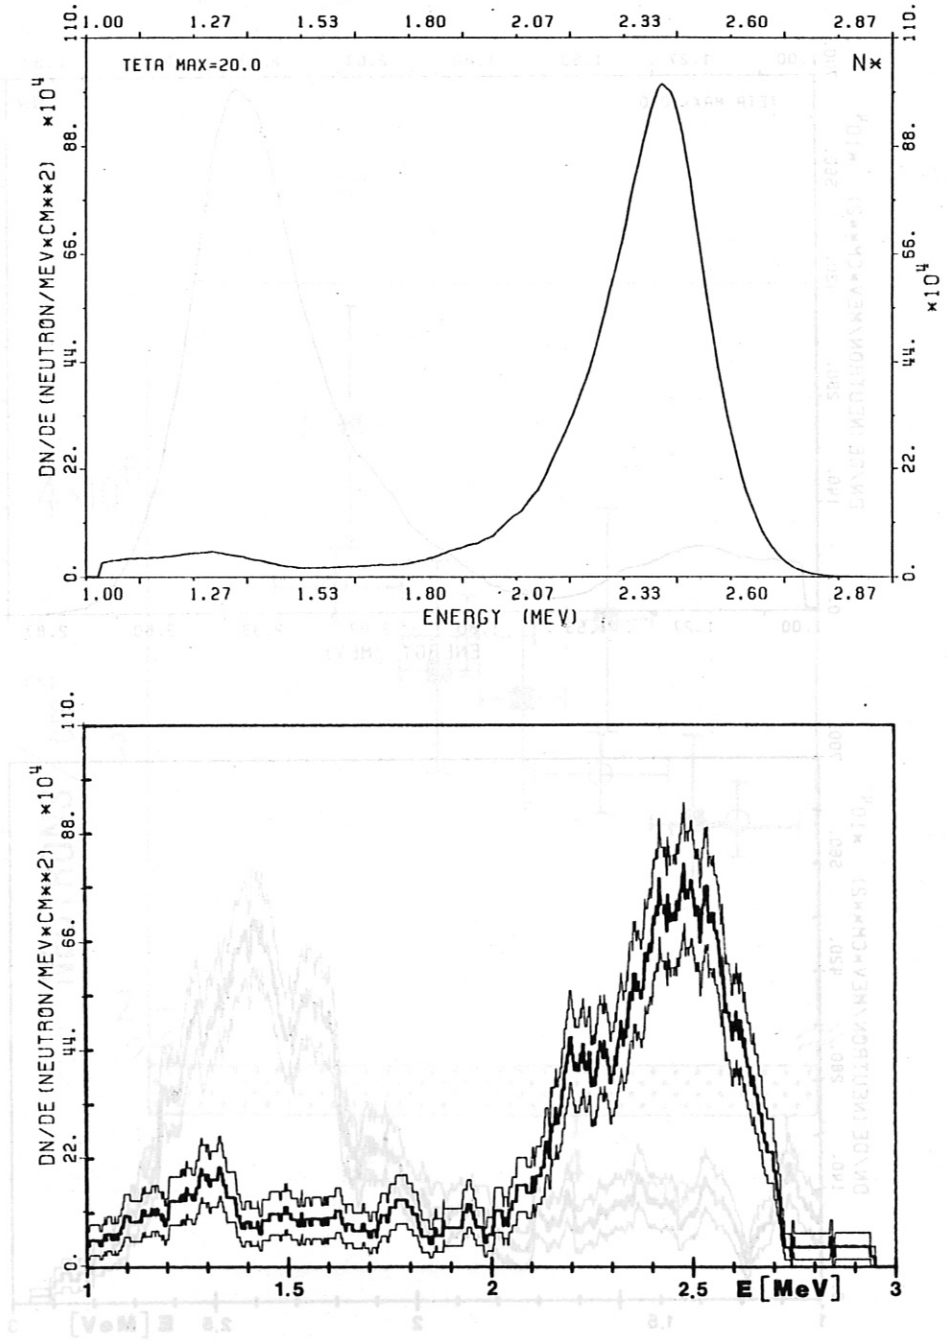 1.00 1.27 1.53 1.80 2.07 2.33 2.60 2.87
TETA MAX=20.0 N*
DN/DE (NEUTRON/MEV*CM**2) *10⁴
110.
88.
66.
44.
22.
0.
110.
88.
66.
44.
22.
0.
*10⁴
1.00 1.27 1.53 1.80 2.07 2.33 2.60 2.87
ENERGY (MEV)
DN/DE (NEUTRON/MEV*CM**2) *10⁴
110.
88.
66.
44.
22.
0.
1 1.5 2 2.5 3
E [MeV]